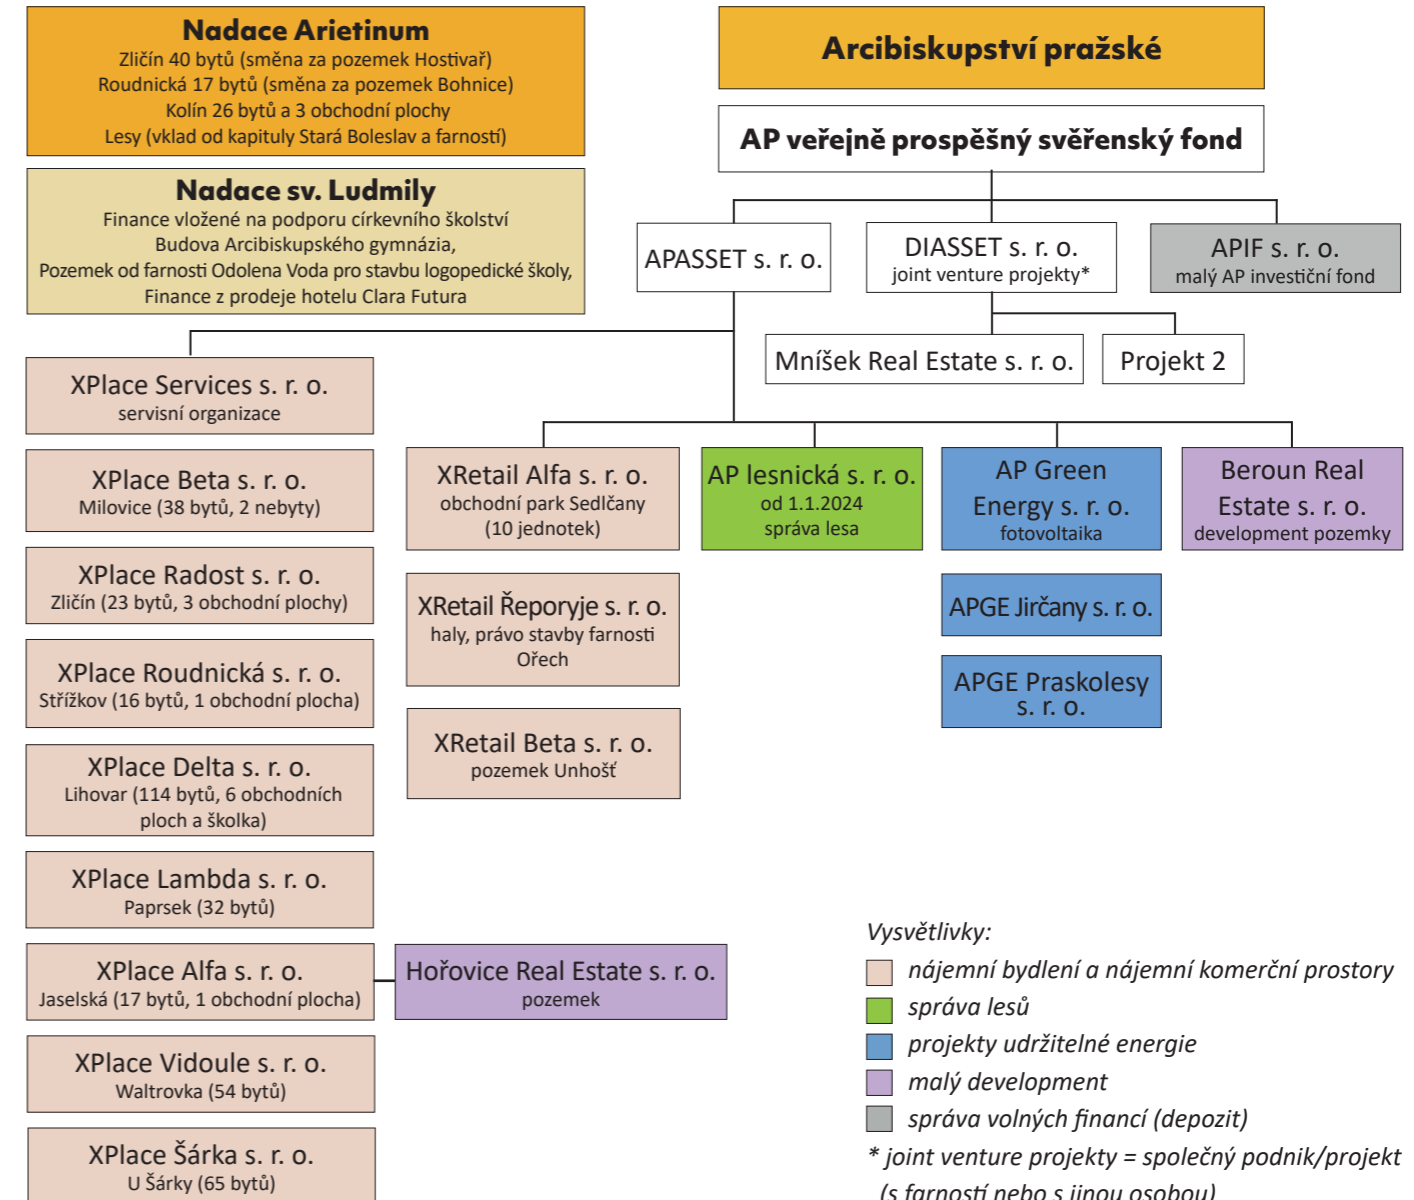 Nadace Arietinum
Zličín 40 bytů (směna za pozemek Hostivař)
Roudnická 17 bytů (směna za pozemek Bohnice)
Kolín 26 bytů a 3 obchodní plochy
Lesy (vklad od kapituly Stará Boleslav a farností)
Arcibiskupství pražské
AP veřejně prospěšný svěřenský fond
Nadace sv. Ludmily
Finance vložené na podporu církevního školství
Budova Arcibiskupského gymnázia,
Pozemek od farnosti Odolena Voda pro stavbu logopedické školy,
Finance z prodeje hotelu Clara Futura
APASSET s. r. o.
DIASSET s. r. o.
joint venture projekty*
APIF s. r. o.
malý AP investiční fond
Mníšek Real Estate s. r. o.
Projekt 2
XPlace Services s. r. o.
servisní organizace
XPlace Beta s. r. o.
Milovice (38 bytů, 2 nebyty)
XPlace Radost s. r. o.
Zličín (23 bytů, 3 obchodní plochy)
XPlace Roudnická s. r. o.
Střížkov (16 bytů, 1 obchodní plocha)
XPlace Delta s. r. o.
Lihovar (114 bytů, 6 obchodních
ploch a školka)
XPlace Lambda s. r. o.
Paprsek (32 bytů)
XPlace Alfa s. r. o.
Jaselská (17 bytů, 1 obchodní plocha)
Hořovice Real Estate s. r. o.
pozemek
XPlace Vidoule s. r. o.
Waltrovka (54 bytů)
XPlace Šárka s. r. o.
U Šárky (65 bytů)
XRetail Alfa s. r. o.
obchodní park Sedlčany
(10 jednotek)
XRetail Řeporyje s. r. o.
haly, právo stavby farnosti
Ořech
XRetail Beta s. r. o.
pozemek Unhošť
AP lesnická s. r. o.
od 1.1.2024
správa lesa
AP Green
Energy s. r. o.
fotovoltaika
APGE Jirčany s. r. o.
APGE Praskolesy
s. r. o.
Beroun Real
Estate s. r. o.
development pozemky
Vysvětlivky:
nájemní bydlení a nájemní komerční prostory
správa lesů
projekty udržitelné energie
malý development
správa volných financí (depozit)
* joint venture projekty = společný podnik/projekt
(s farností nebo s jinou osobou)